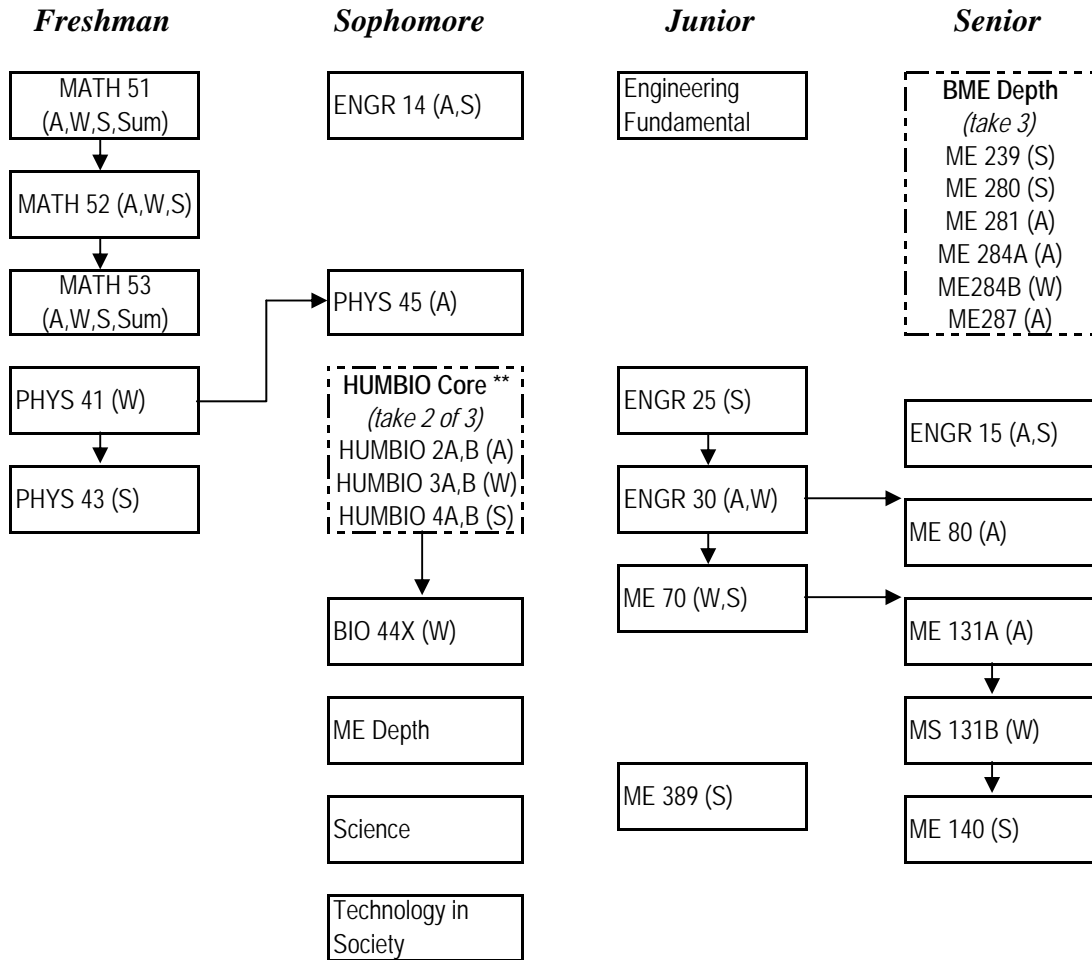 Freshman
Sophomore
Junior
Senior
MATH 51
(A,W,S,Sum)
MATH 52 (A,W,S)
MATH 53
(A,W,S,Sum)
PHYS 41 (W)
PHYS 43 (S)
ENGR 14 (A,S)
PHYS 45 (A)
HUMBIO Core **
(take 2 of 3)
HUMBIO 2A,B (A)
HUMBIO 3A,B (W)
HUMBIO 4A,B (S)
BIO 44X (W)
ME Depth
Science
Technology in
Society
Engineering
Fundamental
ENGR 25 (S)
ENGR 30 (A,W)
ME 70 (W,S)
ME 389 (S)
BME Depth
(take 3)
ME 239 (S)
ME 280 (S)
ME 281 (A)
ME 284A (A)
ME284B (W)
ME287 (A)
ENGR 15 (A,S)
ME 80 (A)
ME 131A (A)
MS 131B (W)
ME 140 (S)